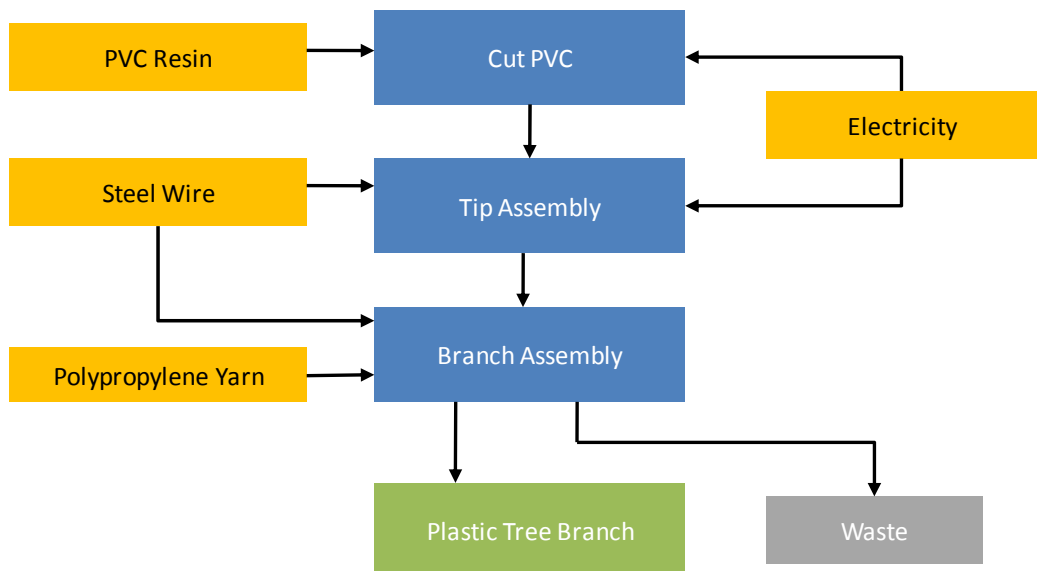 PVC Resin
Cut PVC
Electricity
Steel Wire
Tip Assembly
Branch Assembly
Polypropylene Yarn
Plastic Tree Branch
Waste